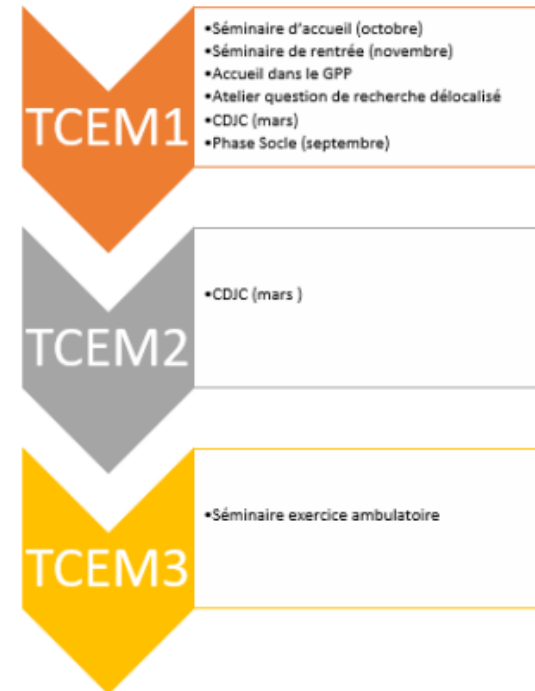 TCEM1
•Séminaire d'accueil (octobre)
•Séminaire de rentrée (novembre)
•Accueil dans le GPP
•Atelier question de recherche délocalisé
•CDJC (mars)
•Phase Socle (septembre)
TCEM2
•CDJC (mars )
TCEM3
•Séminaire exercice ambulatoire